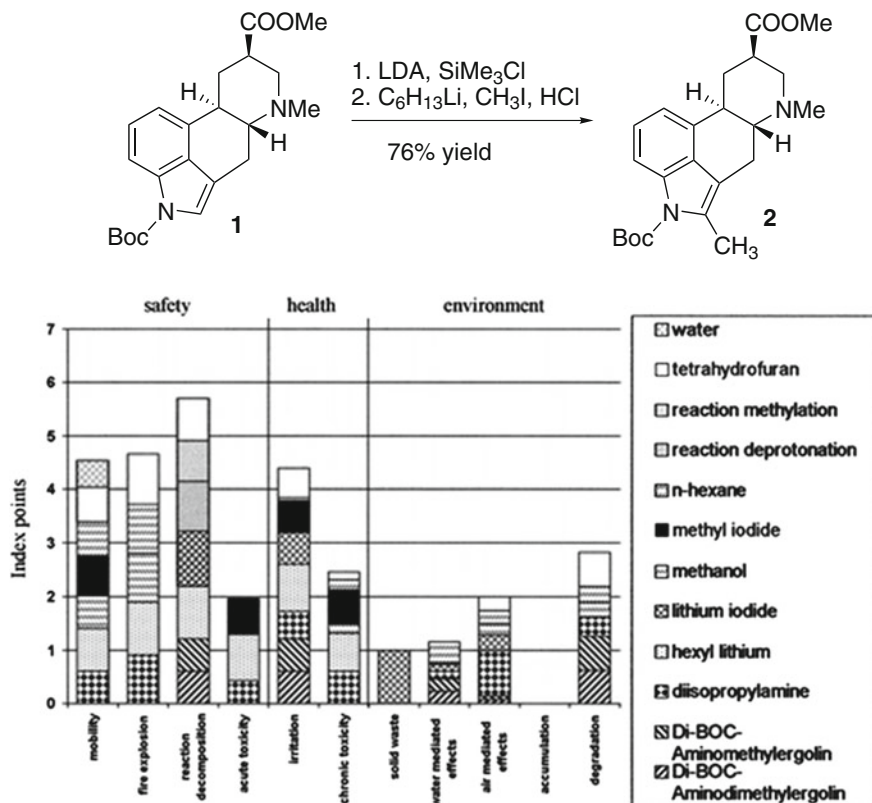 COOMe
H
NMe
H
N
Boc
1
1. LDA, SiMe3Cl
2. C6H13Li, CH3I, HCl
76% yield
COOMe
H
NMe
H
N
Boc
CH3
2
safety
health
environment
Index points
7
6
5
4
3
2
1
0
mobility
fire explosion
reaction
decomposition
acute toxicity
irritation
chronic toxicity
solid waste
water mediated
effects
air mediated
effects
accumulation
degradation
water
tetrahydrofuran
reaction methylation
reaction deprotonation
n-hexane
methyl iodide
methanol
lithium iodide
hexyl lithium
diisopropylamine
Di-BOC-
Aminomethylergolin
Di-BOC-
Aminodimethylergolin